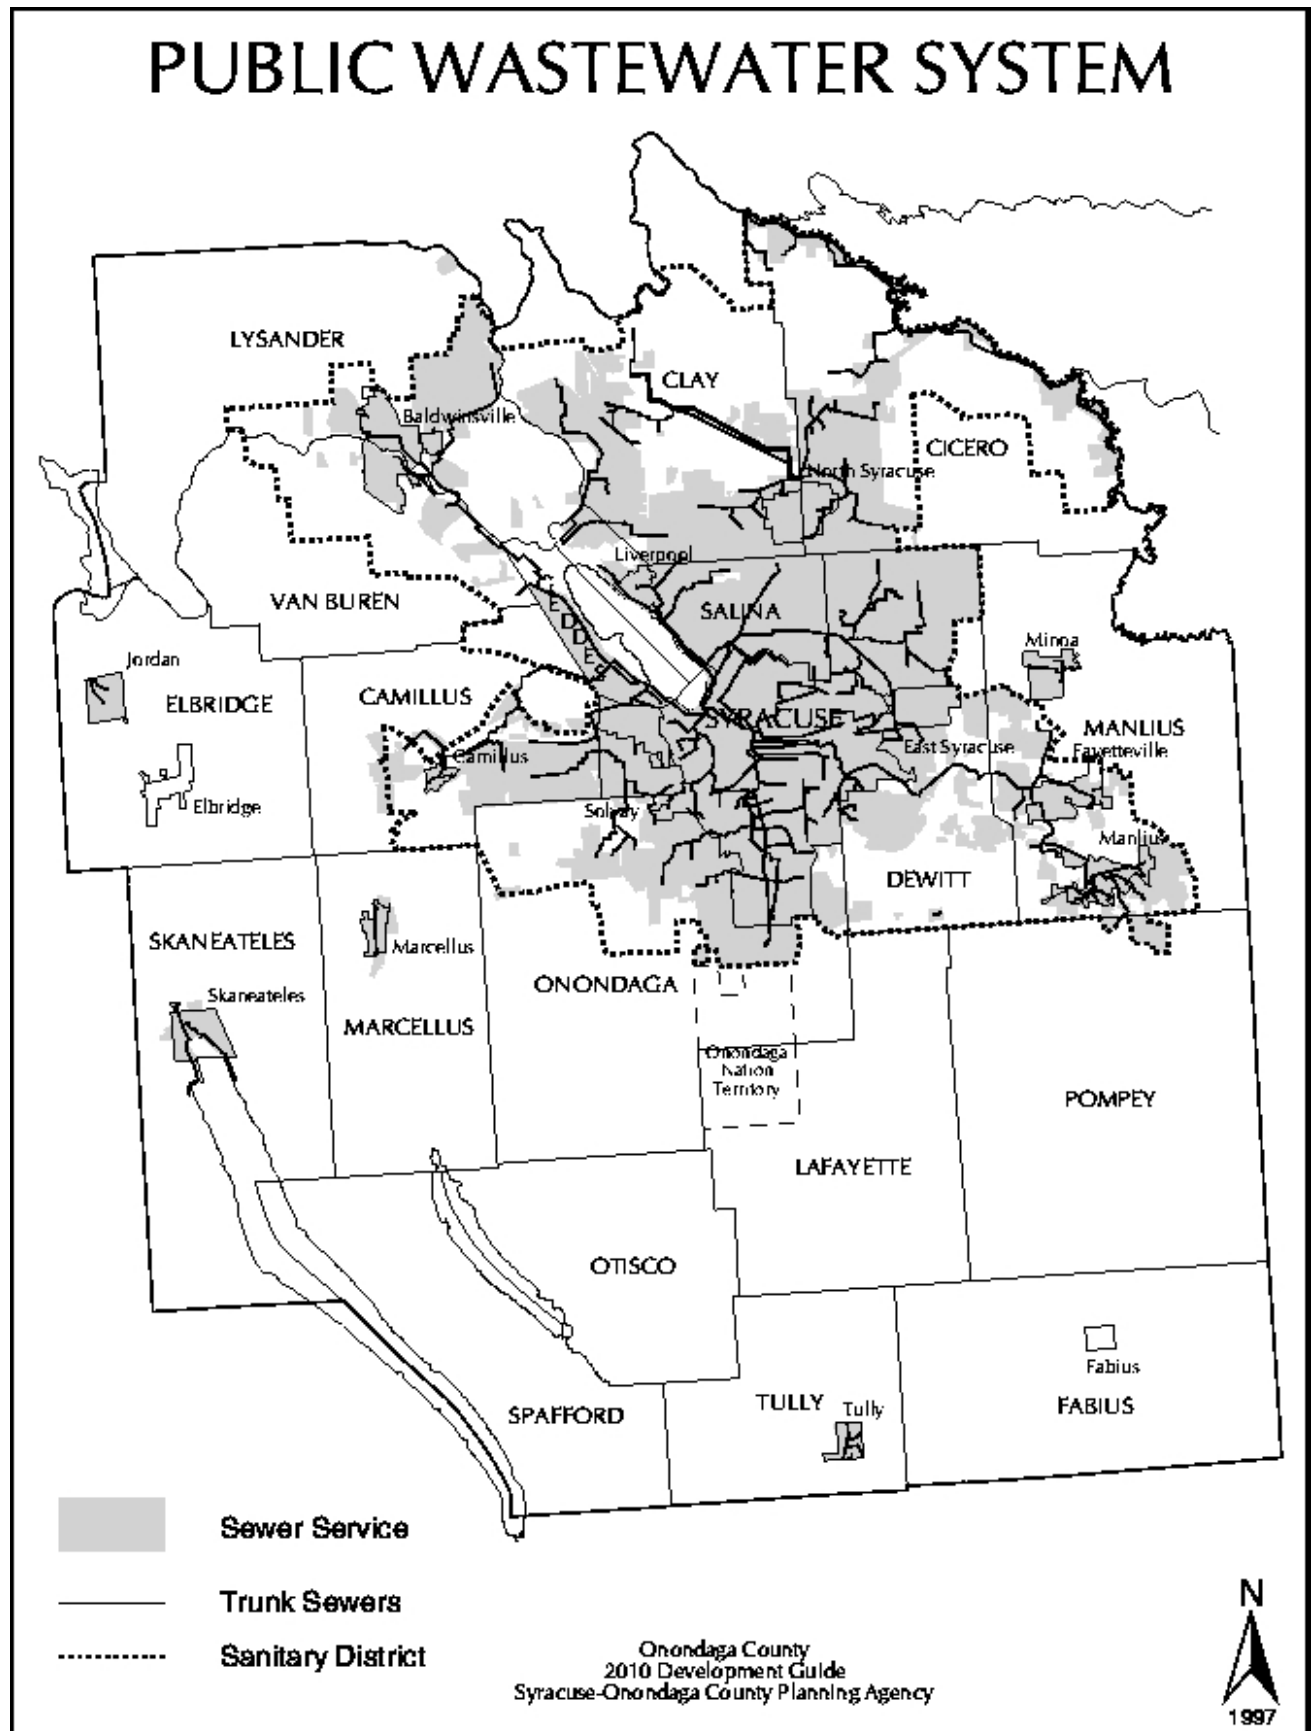 PUBLIC WASTEWATER SYSTEM
LYSANDER
CLAY
Baldwinsville
CICERO
North Syracuse
Liverpool
VAN BUREN
GEDDES
SALINA
Minoa
Jordan
ELBRIDGE
CAMILLUS
SYRACUSE
MANLIUS
East Syracuse
Fayetteville
Camillus
Elbridge
Solvay
Manlius
DEWITT
SKANEATELES
Marcellus
ONONDAGA
Skaneateles
MARCELLUS
Onondaga
Nation
Territory
POMPEY
LAFAYETTE
OTISCO
Fabius
TULLY
Tully
FABIUS
SPAFFORD
Sewer Service
Trunk Sewers
Sanitary District
Onondaga County
2010 Development Guide
Syracuse-Onondaga County Planning Agency
N
1997